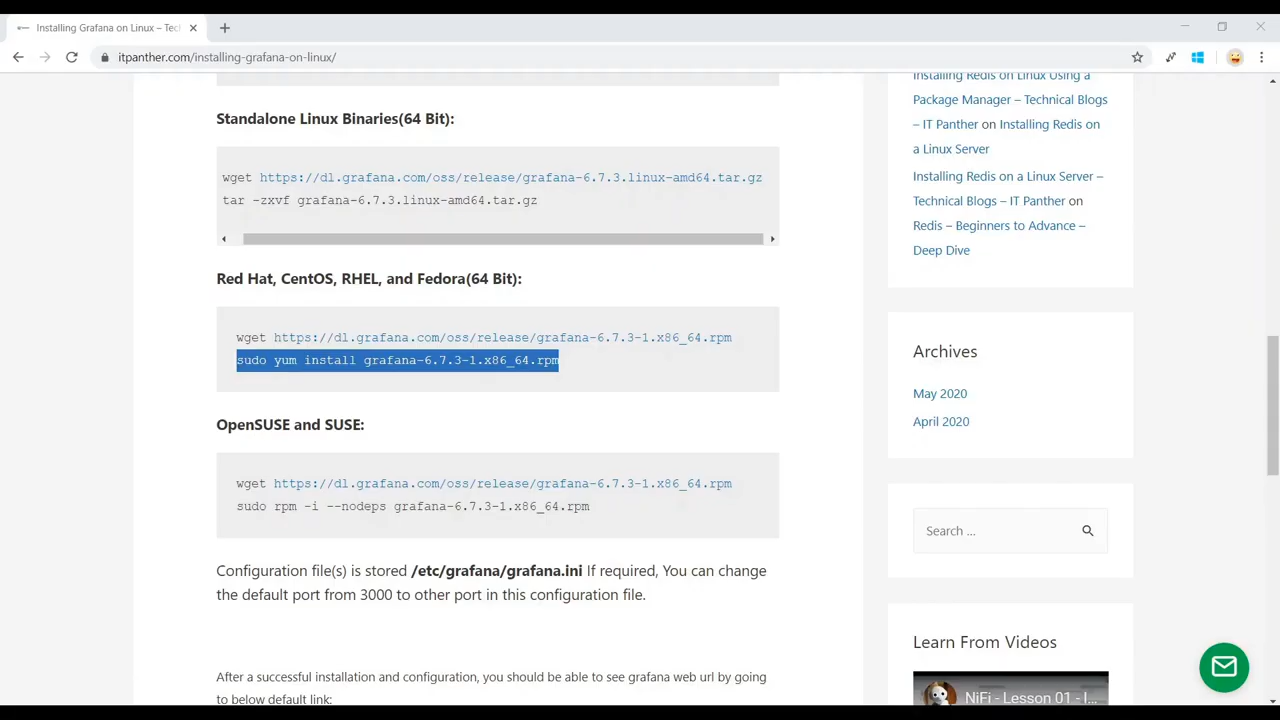 Installing Grafana on Linux – Tec
itpanther.com/installing-grafana-on-linux/
Standalone Linux Binaries(64 Bit):
wget https://dl.grafana.com/oss/release/grafana-6.7.3.linux-amd64.tar.gz
tar -zxvf grafana-6.7.3.linux-amd64.tar.gz
Red Hat, CentOS, RHEL, and Fedora(64 Bit):
wget https://dl.grafana.com/oss/release/grafana-6.7.3-1.x86_64.rpm
sudo yum install grafana-6.7.3-1.x86_64.rpm
OpenSUSE and SUSE:
wget https://dl.grafana.com/oss/release/grafana-6.7.3-1.x86_64.rpm
sudo rpm -i --nodeps grafana-6.7.3-1.x86_64.rpm
Configuration file(s) is stored /etc/grafana/grafana.ini If required, You can change
the default port from 3000 to other port in this configuration file.
After a successful installation and configuration, you should be able to see grafana web url by going
to below default link:
Installing Redis on Linux Using a
Package Manager – Technical Blogs
– IT Panther on Installing Redis on
a Linux Server
Installing Redis on a Linux Server –
Technical Blogs – IT Panther on
Redis – Beginners to Advance –
Deep Dive
Archives
May 2020
April 2020
Search ...
Learn From Videos
NiFi - Lesson 01 - I...